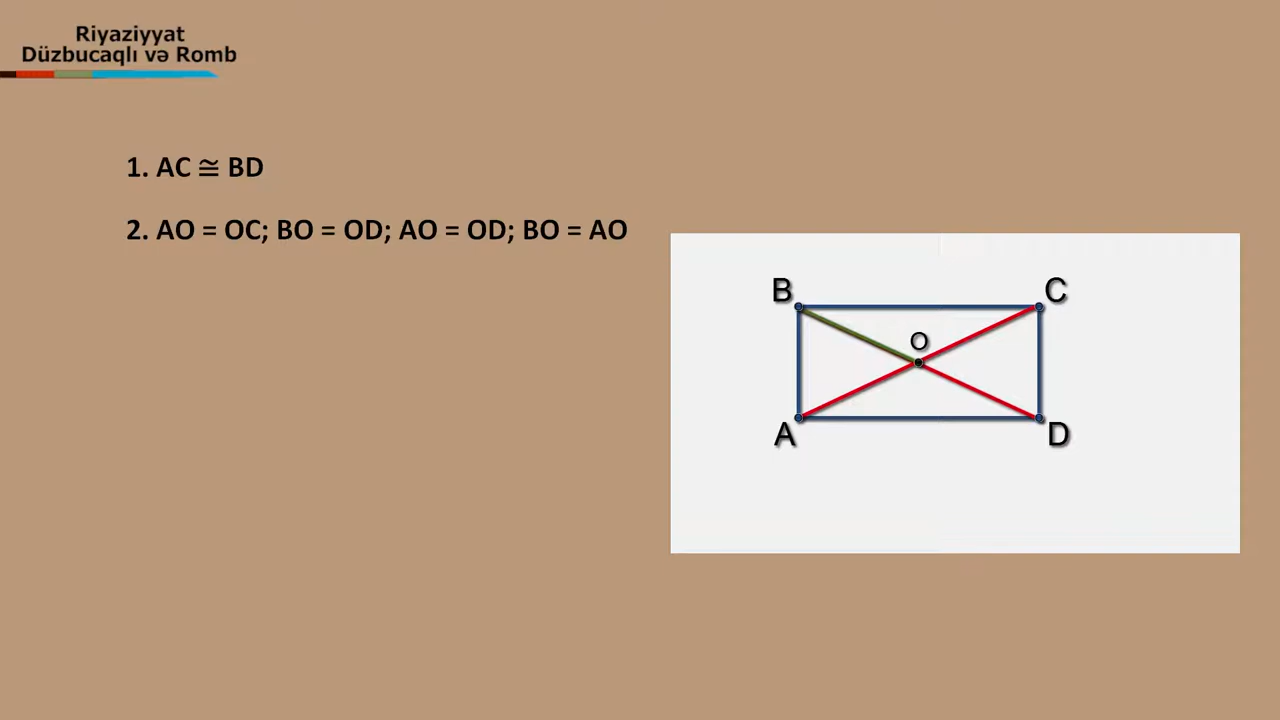 Riyaziyyat
Düzbucaqlı və Romb
1. AC ≅ BD
2. AO = OC; BO = OD; AO = OD; BO = AO
B
C
O
A
D